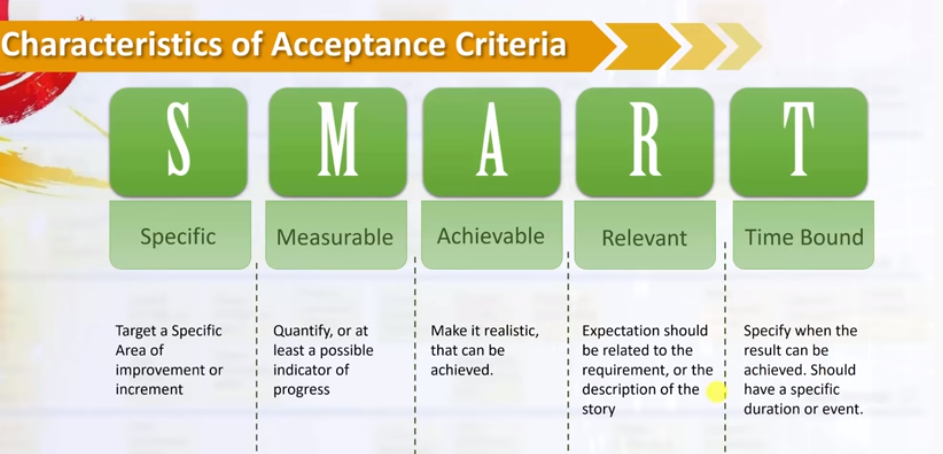 Characteristics of Acceptance Criteria
S M A R T
Specific
Measurable
Achievable
Relevant
Time Bound
Target a Specific
Area of
improvement or
increment
Quantify, or at
least a possible
indicator of
progress
Make it realistic,
that can be
achieved.
Expectation should
be related to the
requirement, or the
description of the
story
Specify when the
result can be
achieved. Should
have a specific
duration or event.